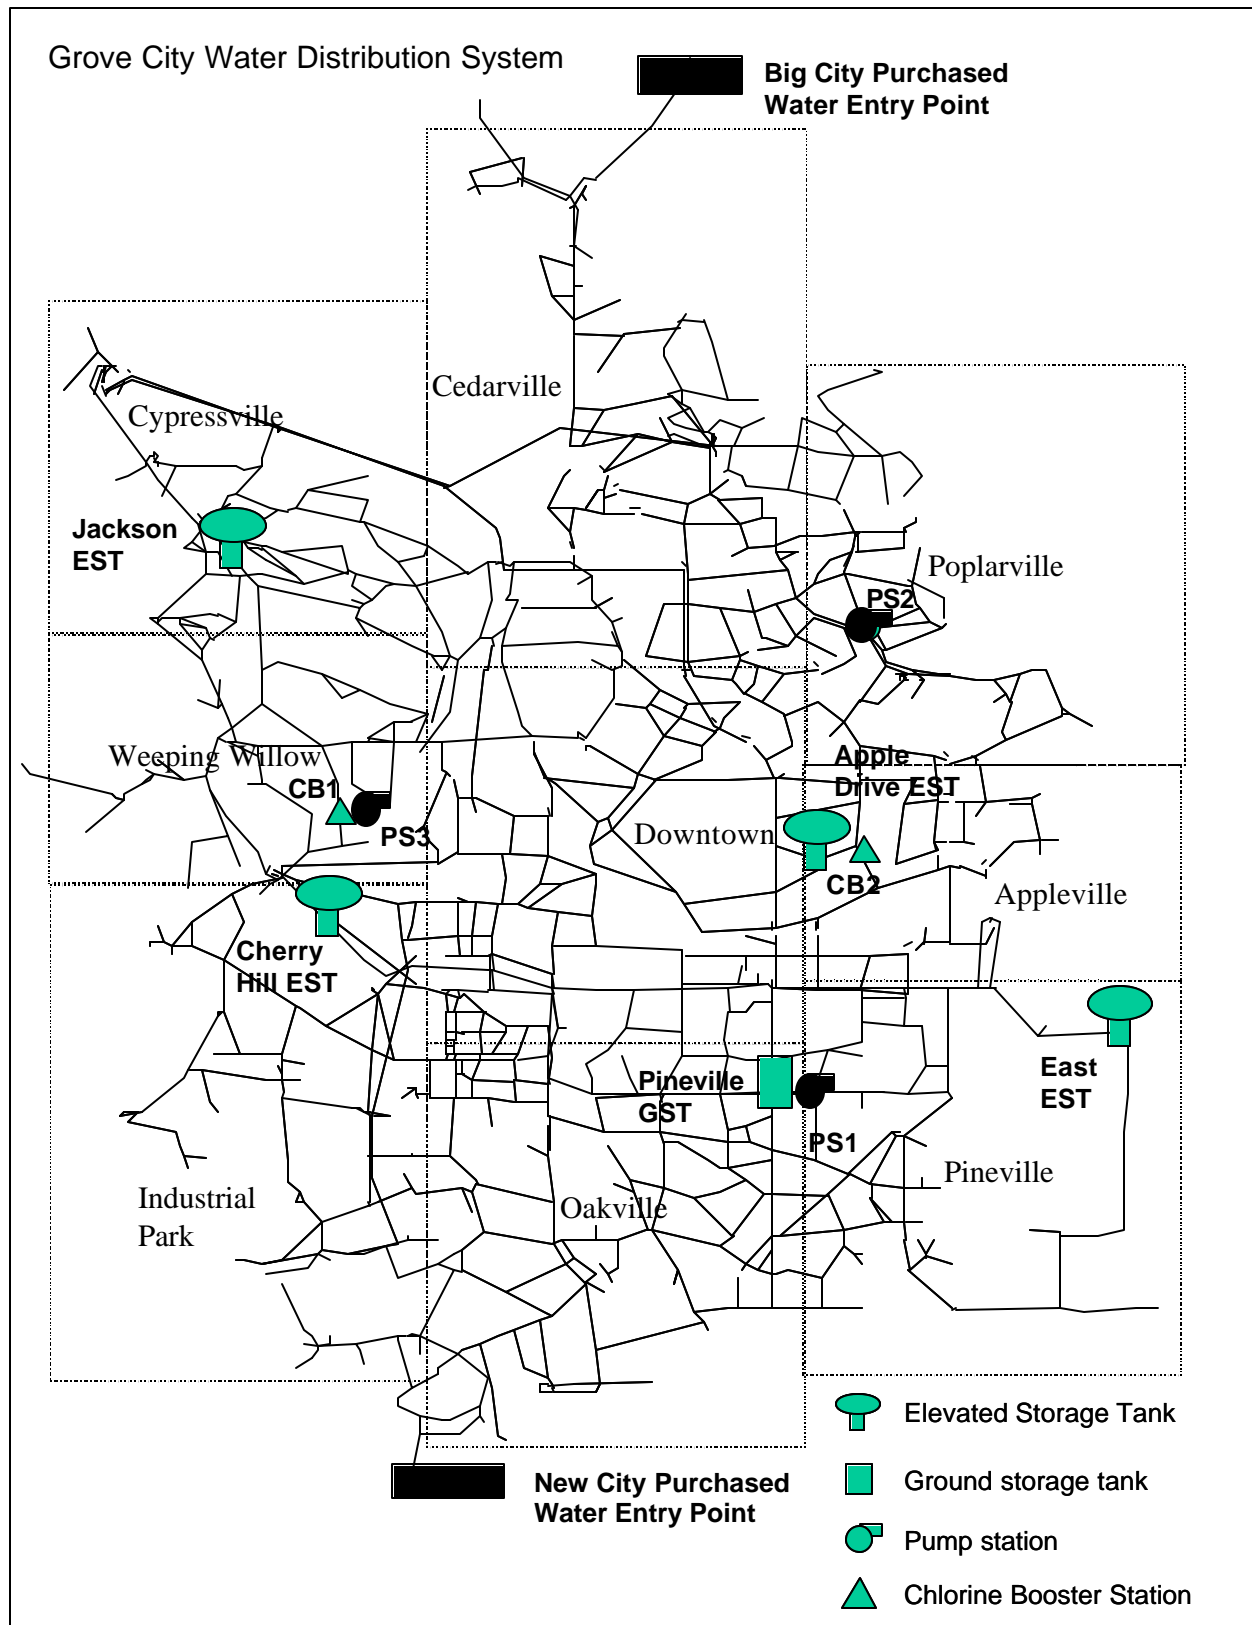 Grove City Water Distribution System
Big City Purchased
Water Entry Point
Cedarville
Cypressville
Jackson
EST
Poplarville
PS2
Weeping Willow
CB1
PS3
Apple
Drive EST
Downtown
CB2
Appleville
Cherry
Hill EST
Pineville
GST
PS1
East
EST
Pineville
Industrial
Park
Oakville
New City Purchased
Water Entry Point
Elevated Storage Tank
Ground storage tank
Pump station
Chlorine Booster Station